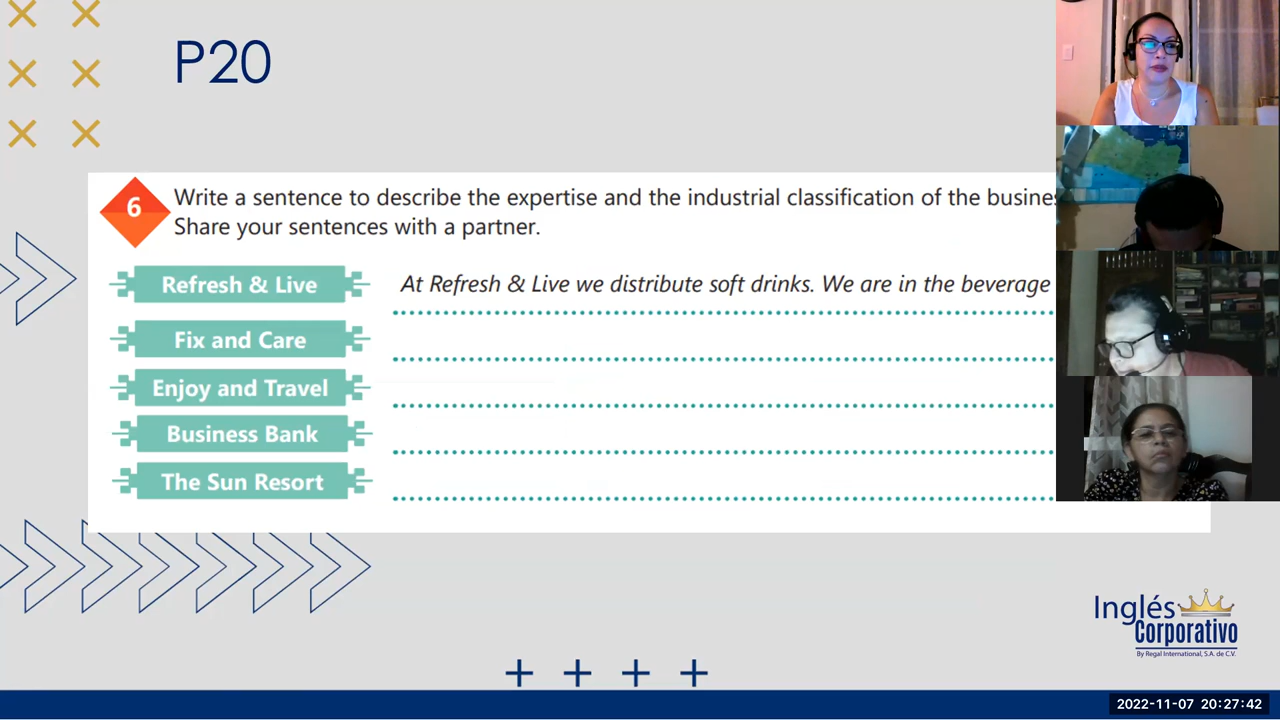 P20
6
Write a sentence to describe the expertise and the industrial classification of the
Share your sentences with a partner.
Refresh & Live
At Refresh & Live we distribute soft drinks. We are in the beverage
Fix and Care
Enjoy and Travel
Business Bank
The Sun Resort
Inglés
Corporativo
By Regal International, S.A. de C.V.
2022-11-07 20:27:42